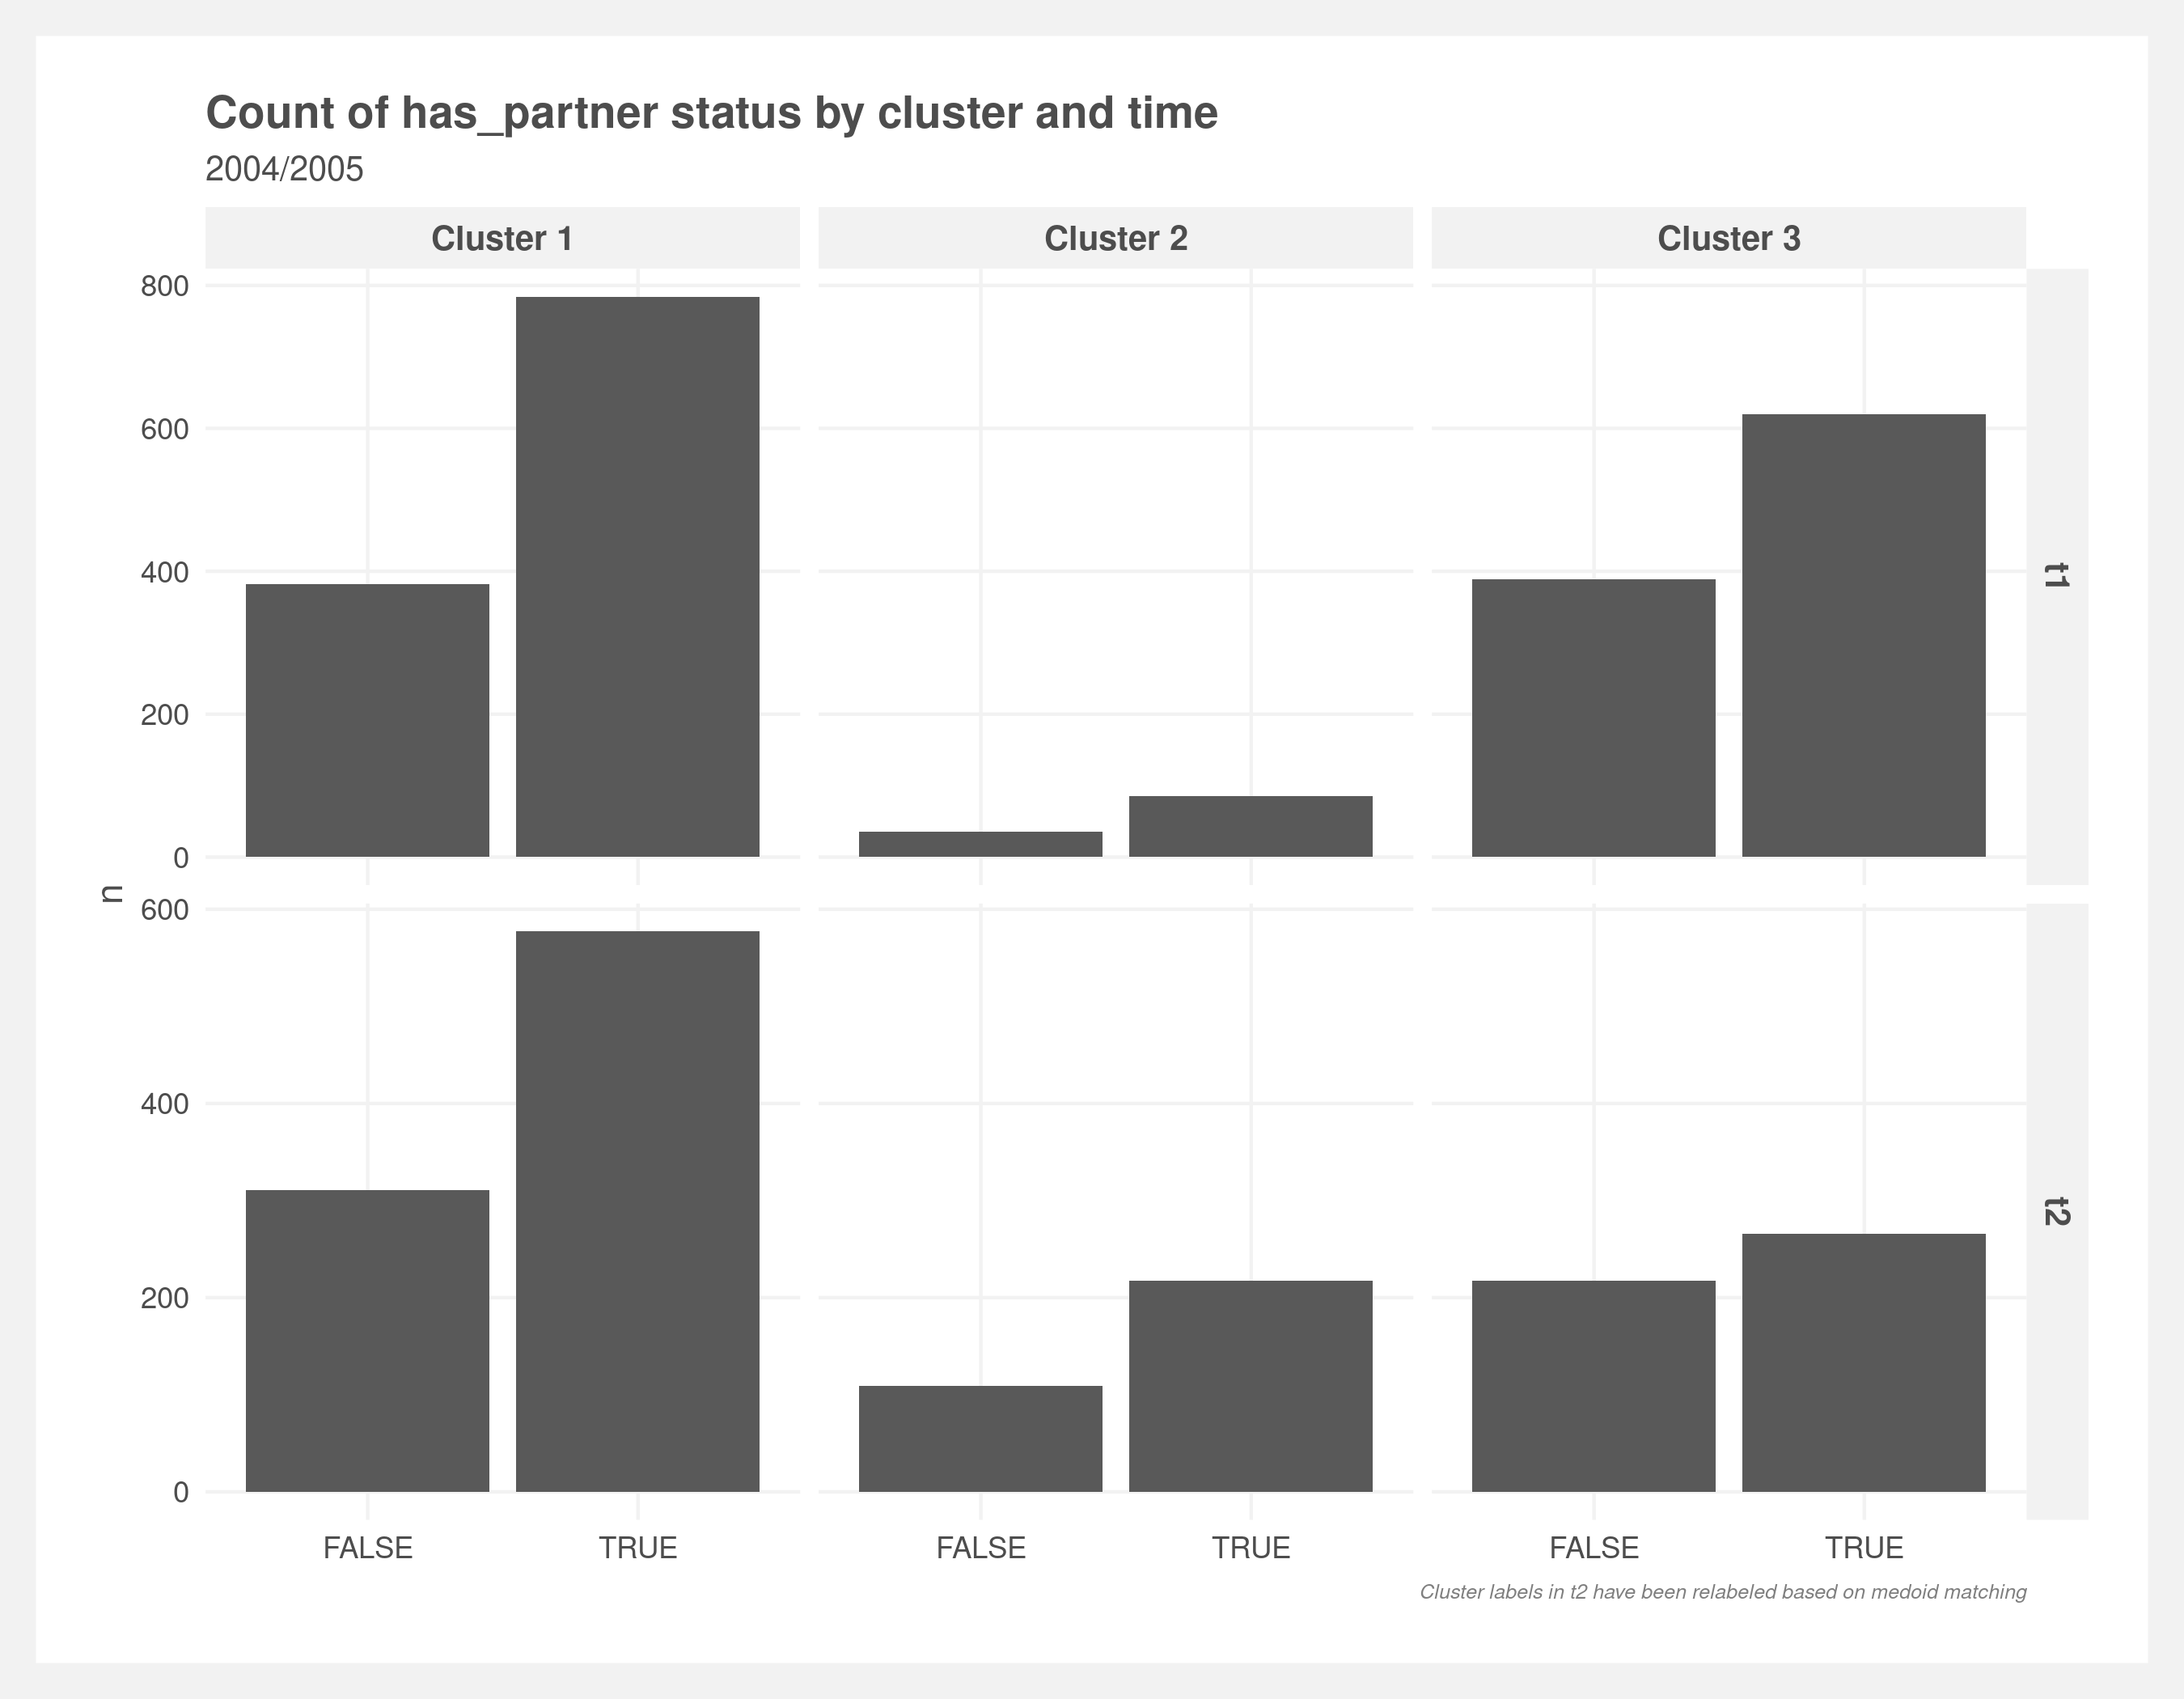 Count of has_partner status by cluster and time
2004/2005
Cluster 1
Cluster 2
Cluster 3
800
600
400
200
0
t1
n
600
400
200
0
t2
FALSE
TRUE
FALSE
TRUE
FALSE
TRUE
Cluster labels in t2 have been relabeled based on medoid matching